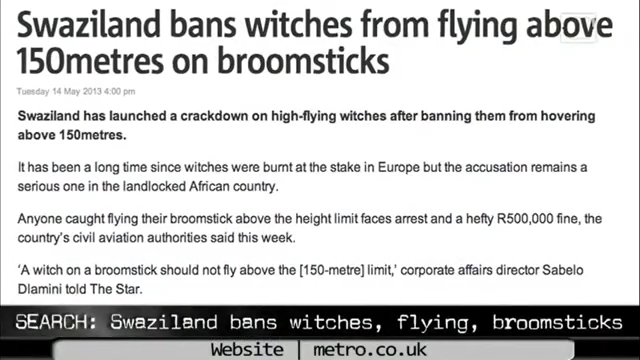 Swaziland bans witches from flying above
150metres on broomsticks
Tuesday 14 May 2013 4:00 pm
Swaziland has launched a crackdown on high-flying witches after banning them from hovering
above 150metres.
It has been a long time since witches were burnt at the stake in Europe but the accusation remains a
serious one in the landlocked African country.
Anyone caught flying their broomstick above the height limit faces arrest and a hefty R500,000 fine, the
country's civil aviation authorities said this week.
'A witch on a broomstick should not fly above the [150-metre] limit,' corporate affairs director Sabelo
Dlamini told The Star.
SEARCH: Swaziland bans witches, flying, broomsticks
Website | metro.co.uk